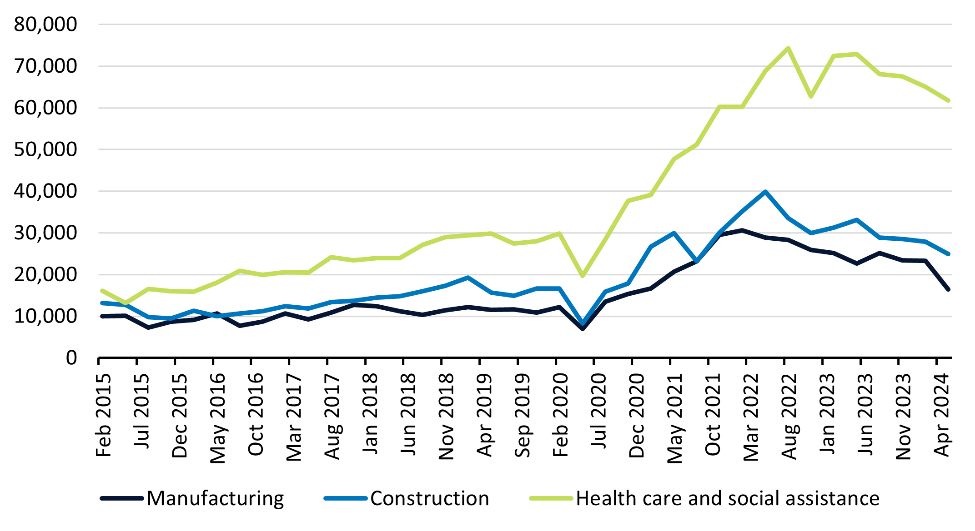 80,000
70,000
60,000
50,000
40,000
30,000
20,000
10,000
0
Feb 2015
Jul 2015
Dec 2015
May 2016
Oct 2016
Mar 2017
Aug 2017
Jan 2018
Jun 2018
Nov 2018
Apr 2019
Sep 2019
Feb 2020
Jul 2020
Dec 2020
May 2021
Oct 2021
Mar 2022
Aug 2022
Jan 2023
Jun 2023
Nov 2023
Apr 2024
Manufacturing Construction Health care and social assistance